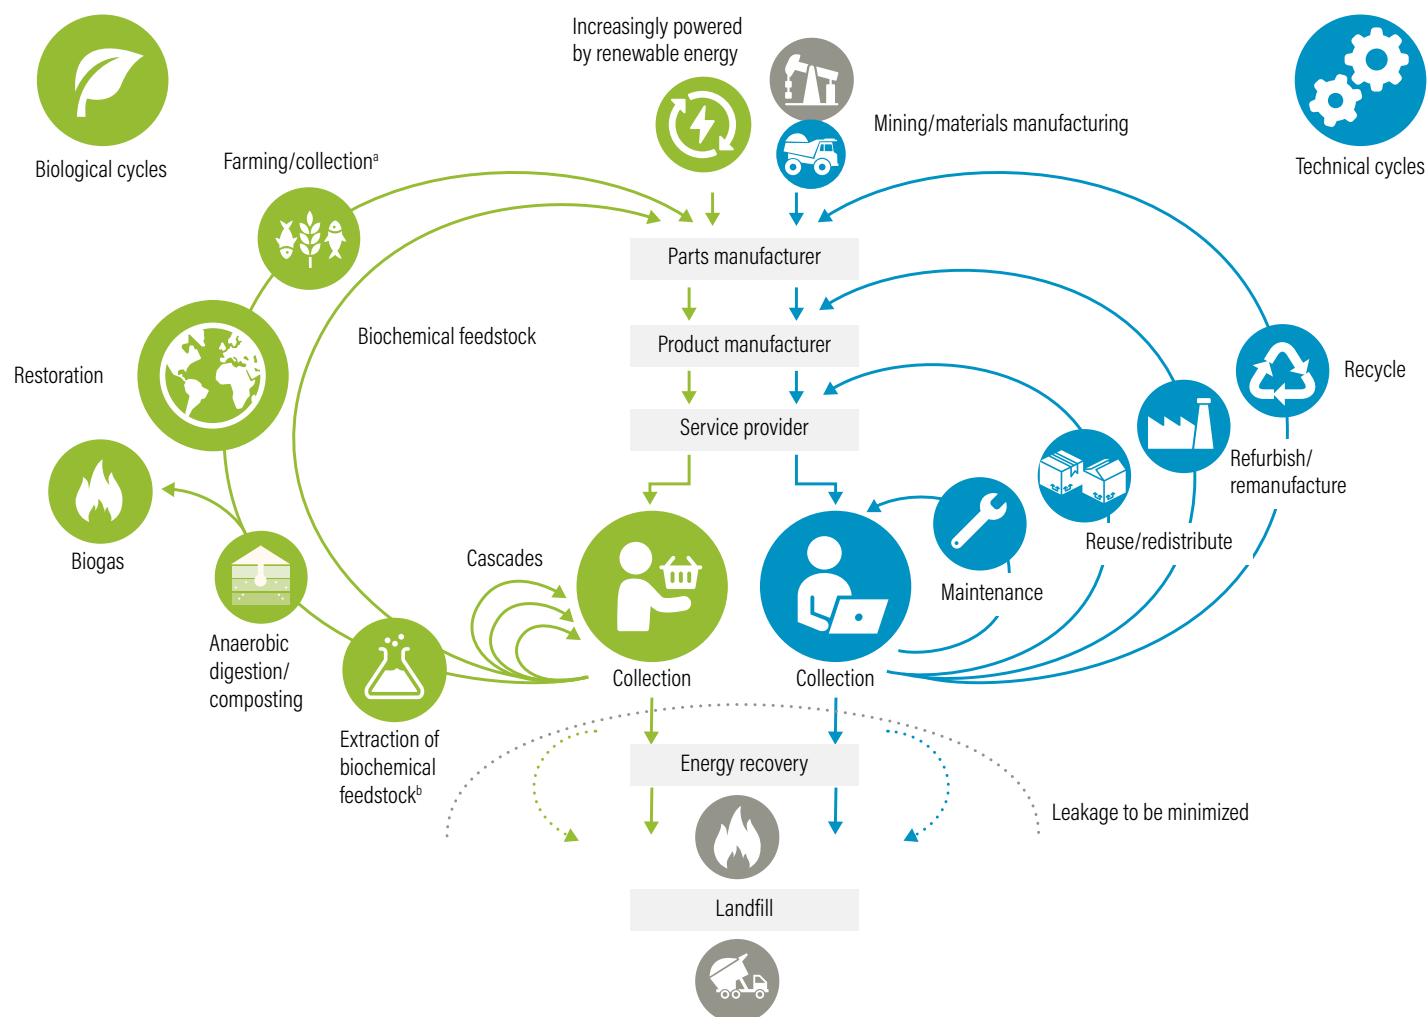 Increasingly powered
by renewable energy
Mining/materials manufacturing
Biological cycles
Technical cycles
Farming/collectionᵃ
Parts manufacturer
Biochemical feedstock
Product manufacturer
Restoration
Recycle
Service provider
Refurbish/
remanufacture
Reuse/redistribute
Biogas
Cascades
Maintenance
Anaerobic
digestion/
composting
Collection
Collection
Extraction of
biochemical
feedstockᵇ
Energy recovery
Leakage to be minimized
Landfill